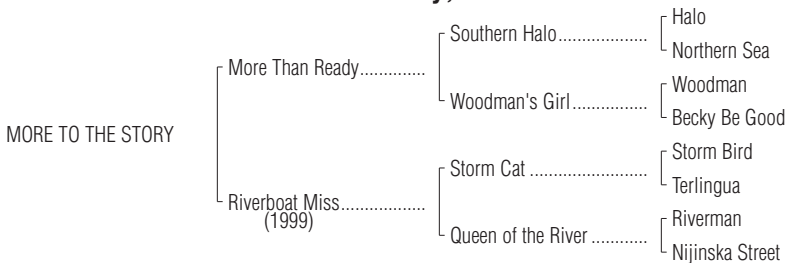 Halo
Southern Halo....................
Northern Sea
More Than Ready..............
Woodman
Woodman's Girl.................
Becky Be Good
MORE TO THE STORY
Storm Bird
Storm Cat ..........................
Terlingua
Riverboat Miss...................
(1999)
Riverman
Queen of the River ............
Nijinska Street